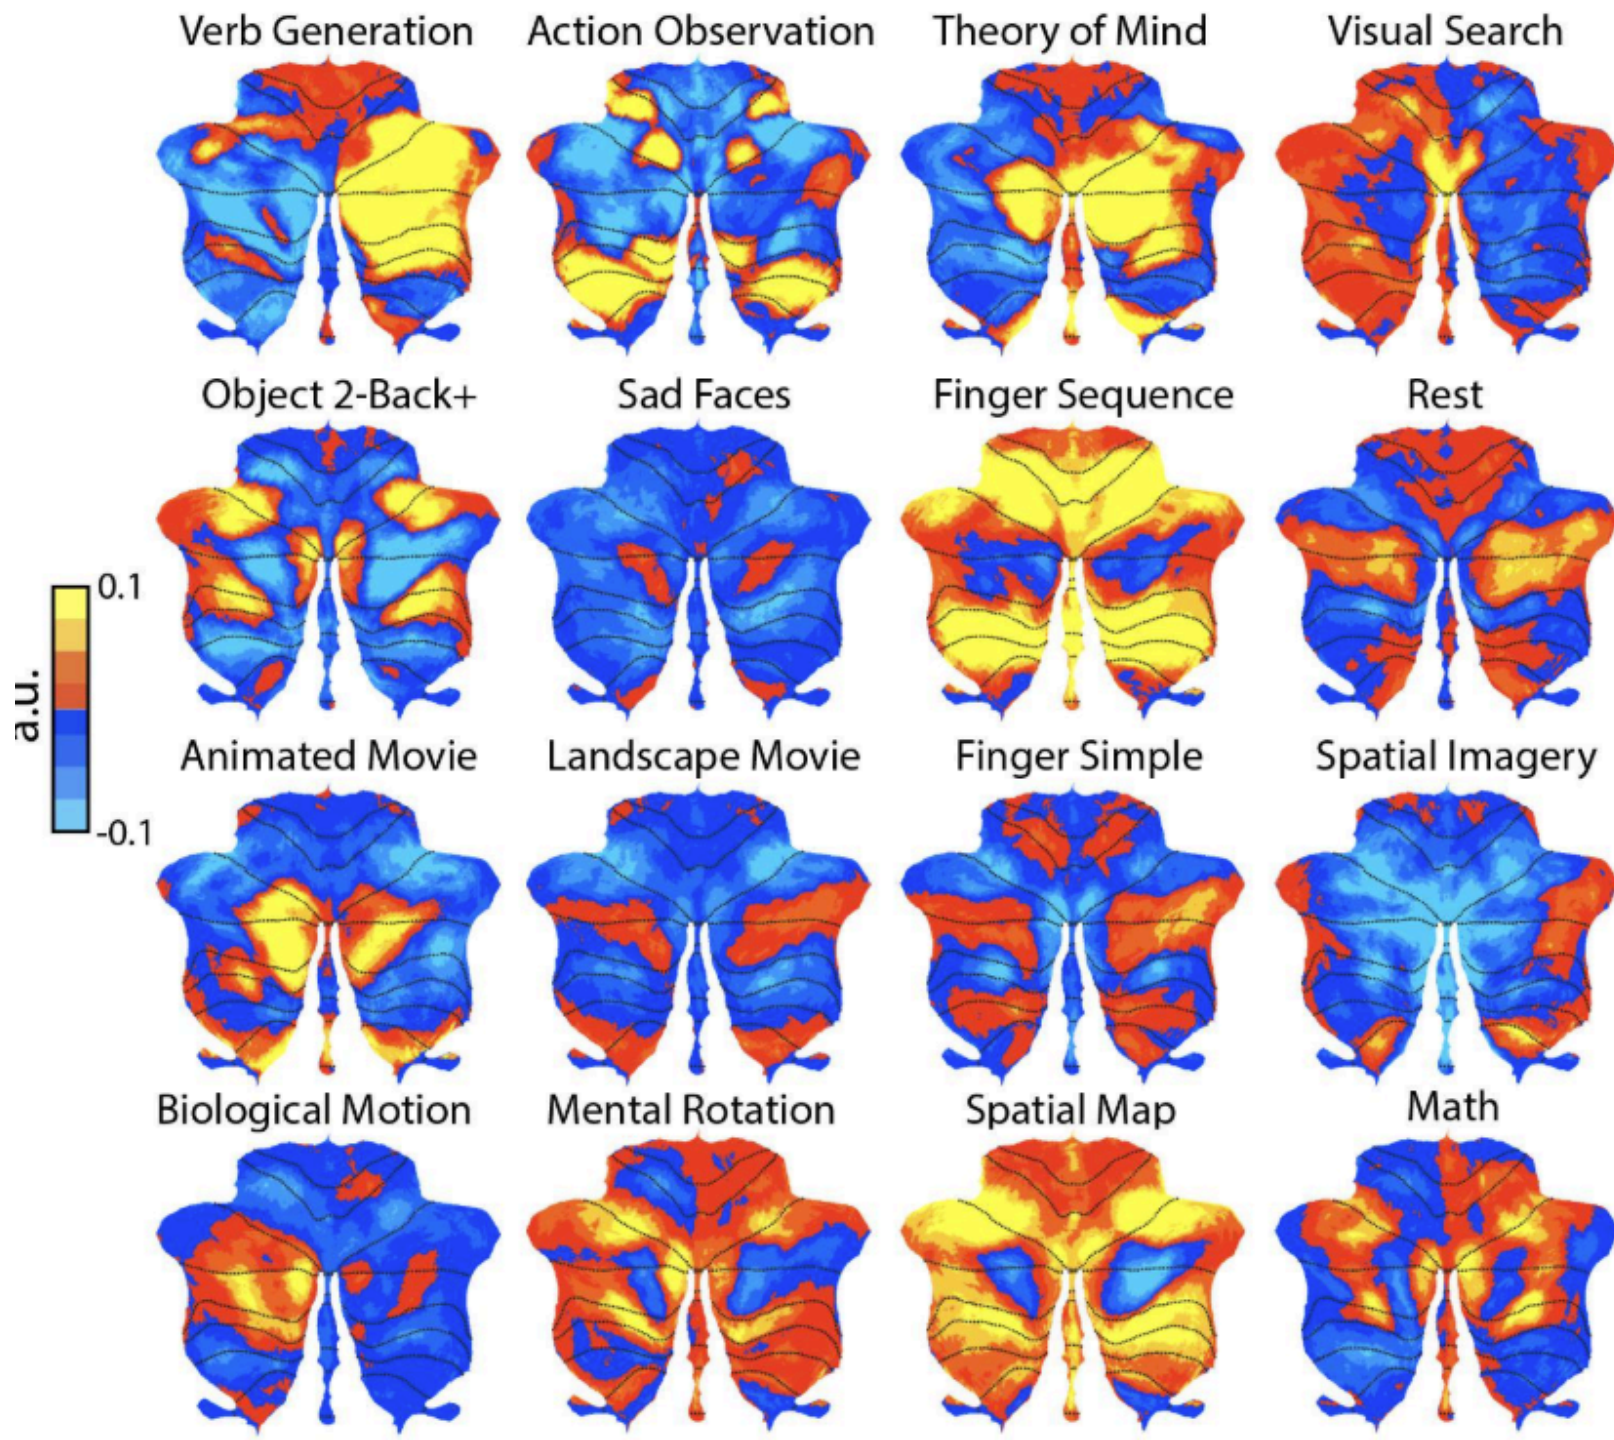 Verb Generation Action Observation Theory of Mind Visual Search
Object 2-Back+ Sad Faces Finger Sequence Rest
0.1
a.u.
-0.1
Animated Movie Landscape Movie Finger Simple Spatial Imagery
Biological Motion Mental Rotation Spatial Map Math